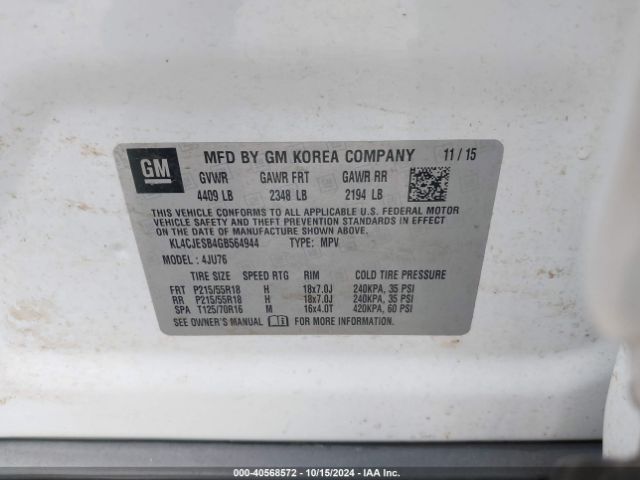 GM
MFD BY GM KOREA COMPANY 11 / 15
GVWR GAWR FRT GAWR RR
4409 LB 2348 LB 2194 LB
THIS VEHICLE CONFORMS TO ALL APPLICABLE U.S. FEDERAL MOTOR
VEHICLE SAFETY AND THEFT PREVENTION STANDARDS IN EFFECT
ON THE DATE OF MANUFACTURE SHOWN ABOVE.
KL4CJESB4GB564944 TYPE: MPV
MODEL : 4JU76
TIRE SIZE SPEED RTG RIM COLD TIRE PRESSURE
FRT P215/55R18 H 18x7.0J 240KPA, 35 PSI
RR P215/55R18 H 18x7.0J 240KPA, 35 PSI
SPA T125/70R16 M 16x4.0T 420KPA, 60 PSI
SEE OWNER'S MANUAL FOR MORE INFORMATION.
0000-40568572 | 10/15/2024 | IAA Inc.